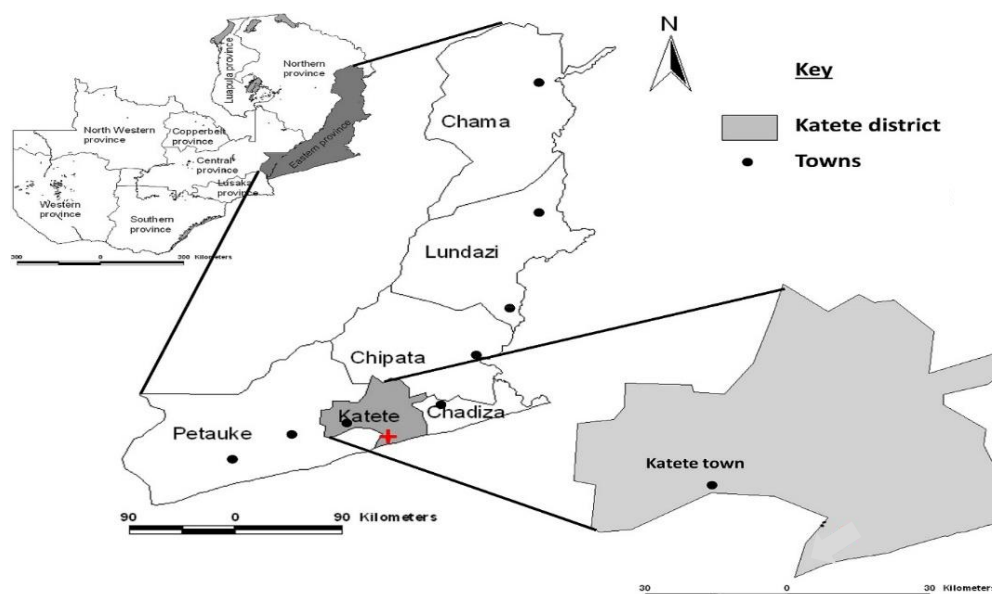 N
Key
Katete district
Towns
Luapula province
Northern
province
North Western
province
Copperbelt
province
Central
province
Eastern province
Lusaka
province
Western
province
Southern
province
200 0 200 Kilometers
Chama
Lundazi
Chipata
Katete
Chadiza
Petauke
90 0 90 Kilometers
Katete town
30 0 30 Kilometers